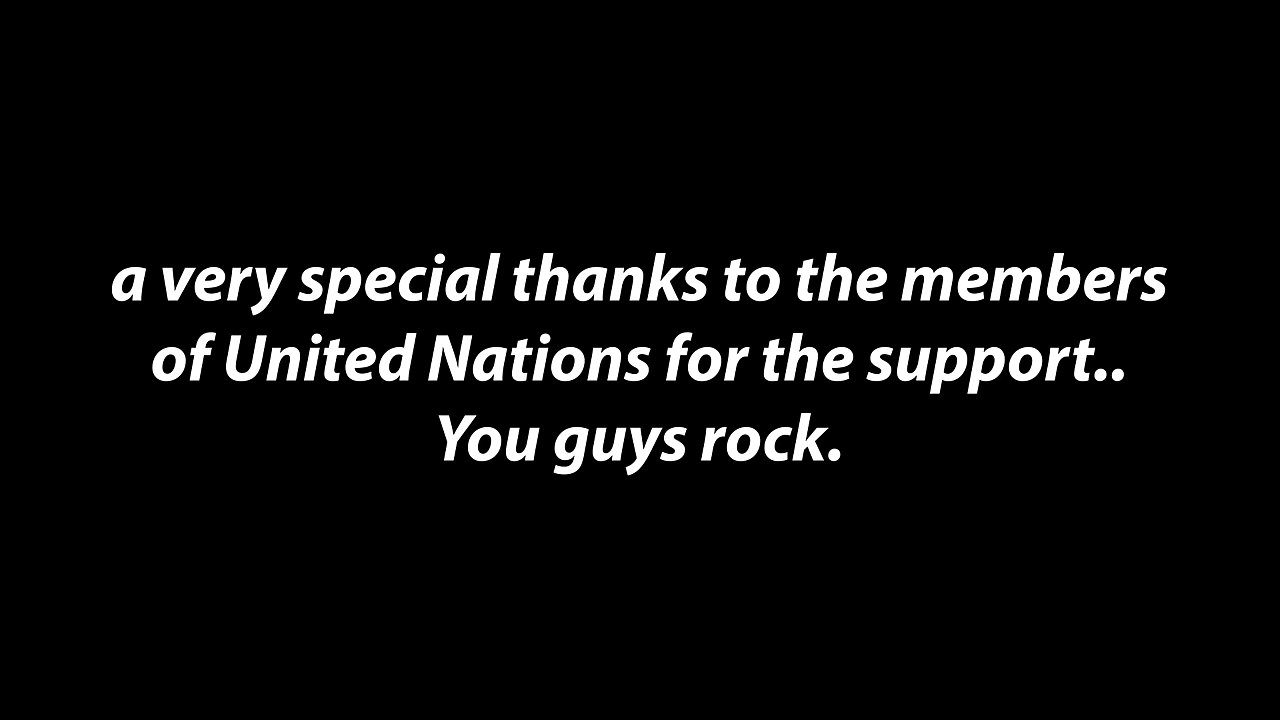 a very special thanks to the members
of United Nations for the support..
You guys rock.